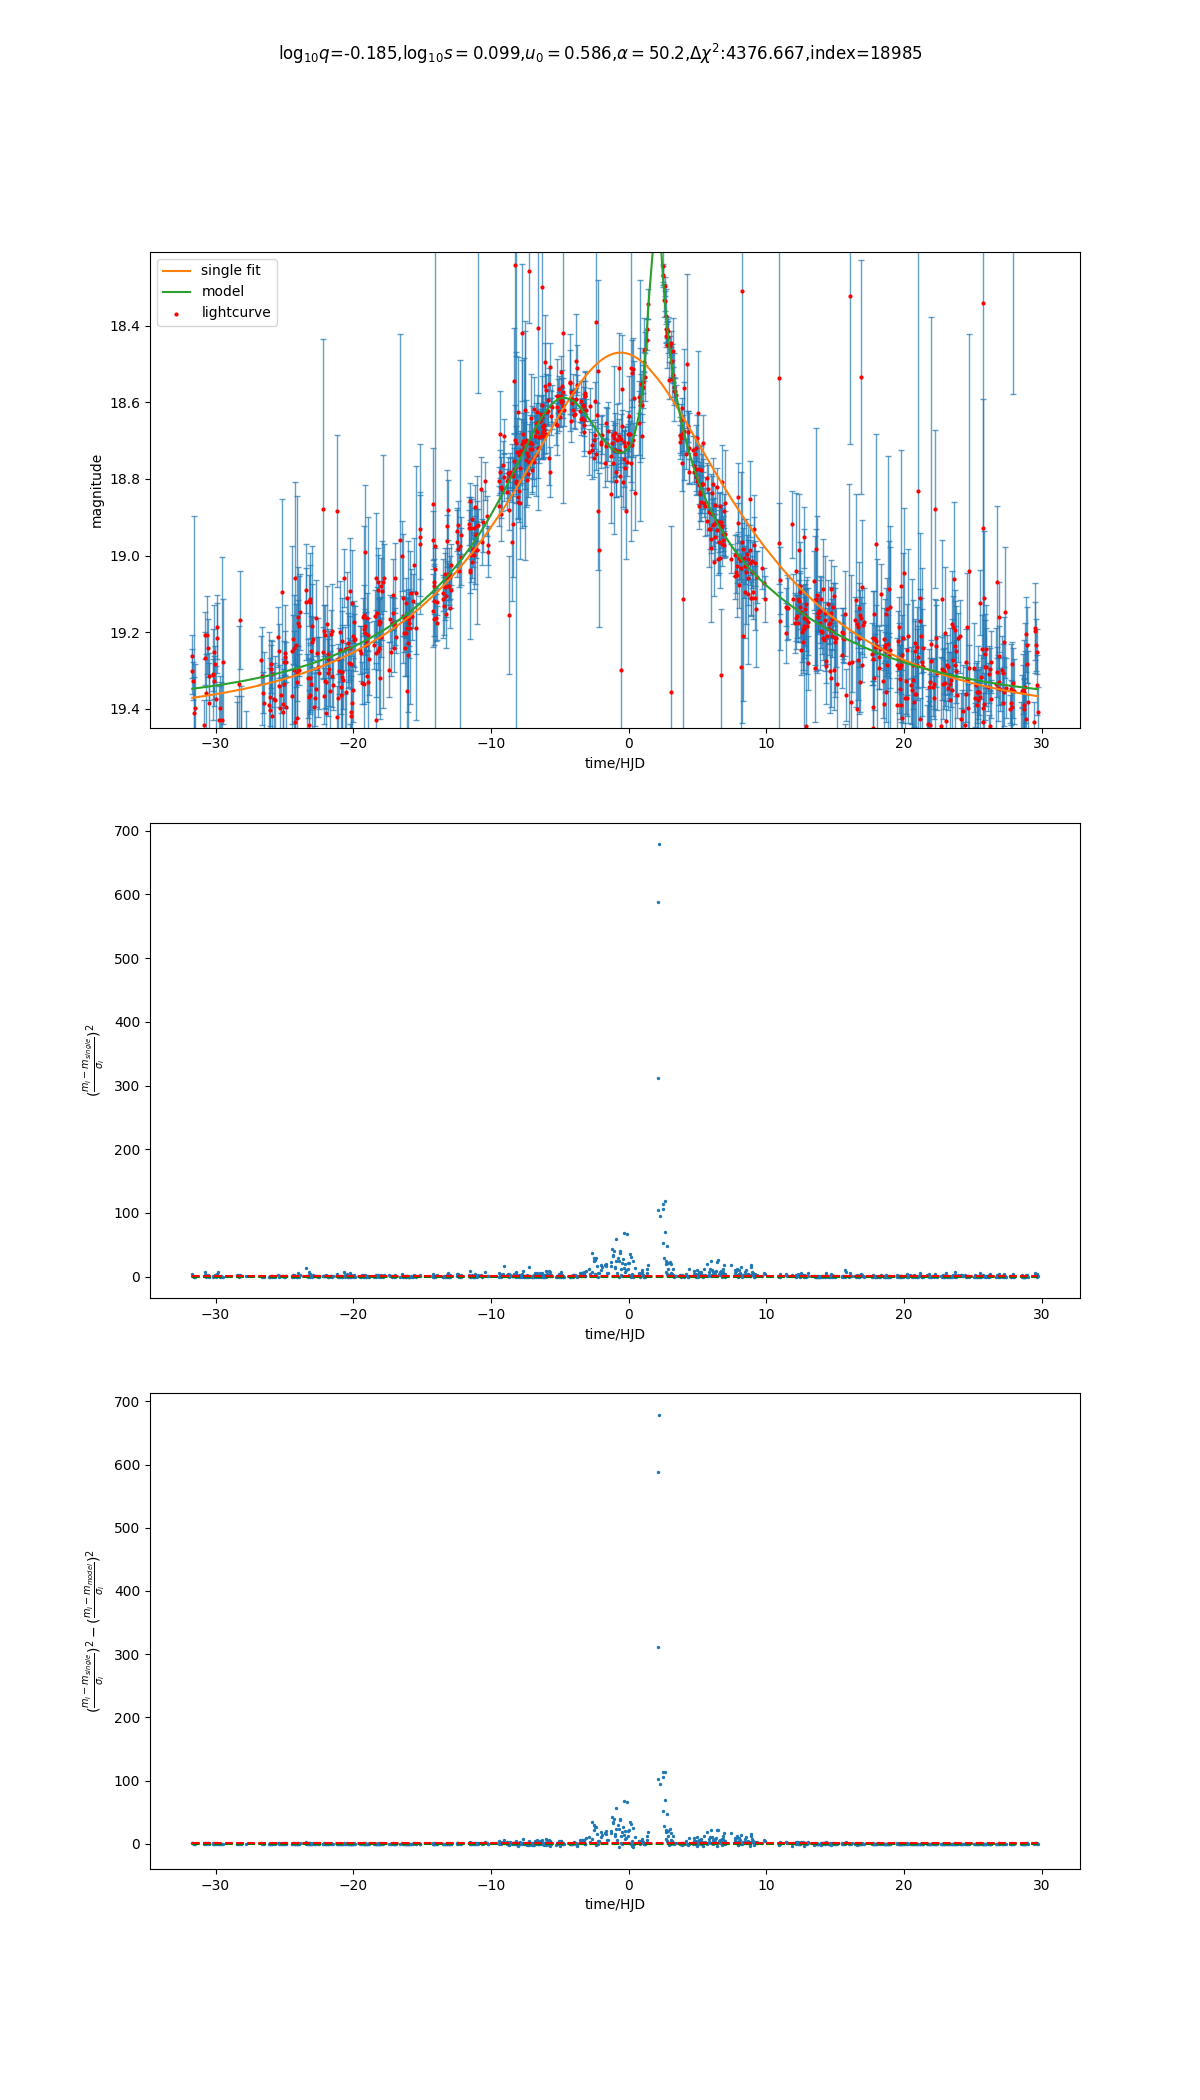 log₁₀q=-0.185,log₁₀s = 0.099,u₀ = 0.586,α = 50.2,Δχ²:4376.667,index=18985
single fit
model
lightcurve
18.4
18.6
18.8
19.0
19.2
19.4
magnitude
−30 −20 −10 0 10 20 30
time/HJD
700
600
500
400
300
200
100
0
(mᵢ − m_single / σᵢ)²
−30 −20 −10 0 10 20 30
time/HJD
700
600
500
400
300
200
100
0
(mᵢ − m_single / σᵢ)² − (mᵢ − m_model / σᵢ)²
−30 −20 −10 0 10 20 30
time/HJD